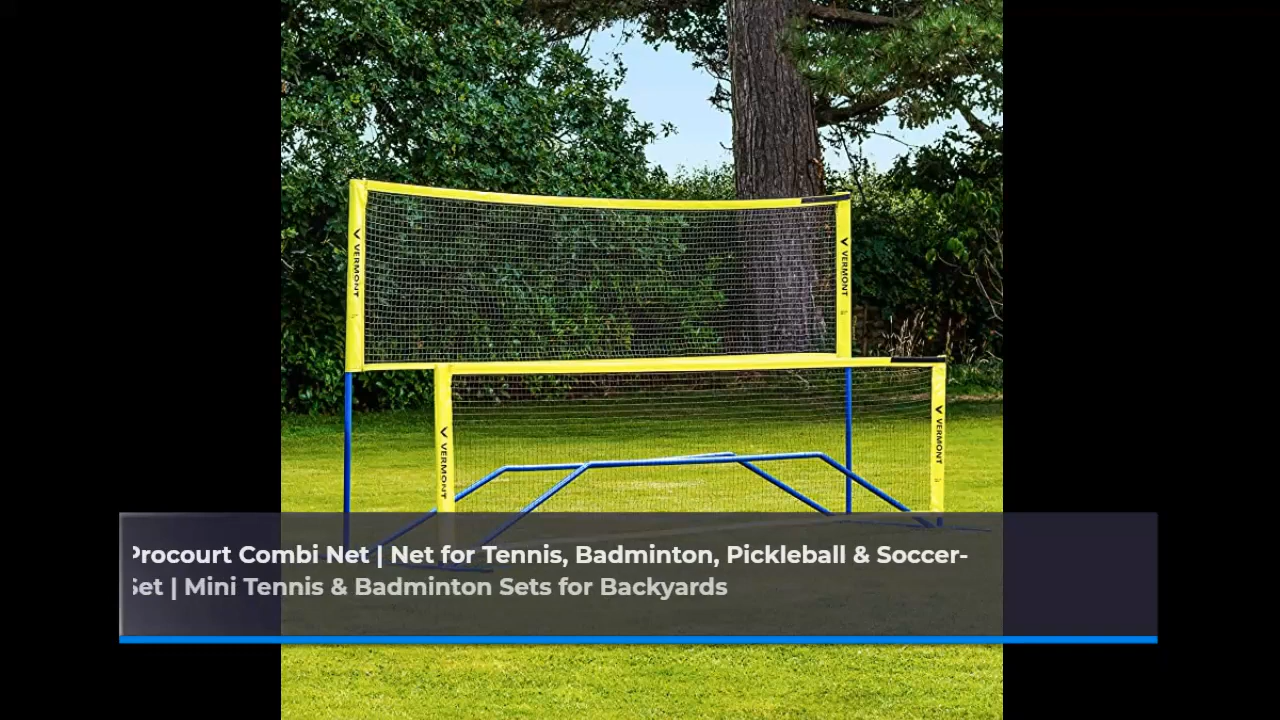 VERMONT
VERMONT
VERMONT
VERMONT
Procourt Combi Net | Net for Tennis, Badminton, Pickleball & Soccer-
Set | Mini Tennis & Badminton Sets for Backyards